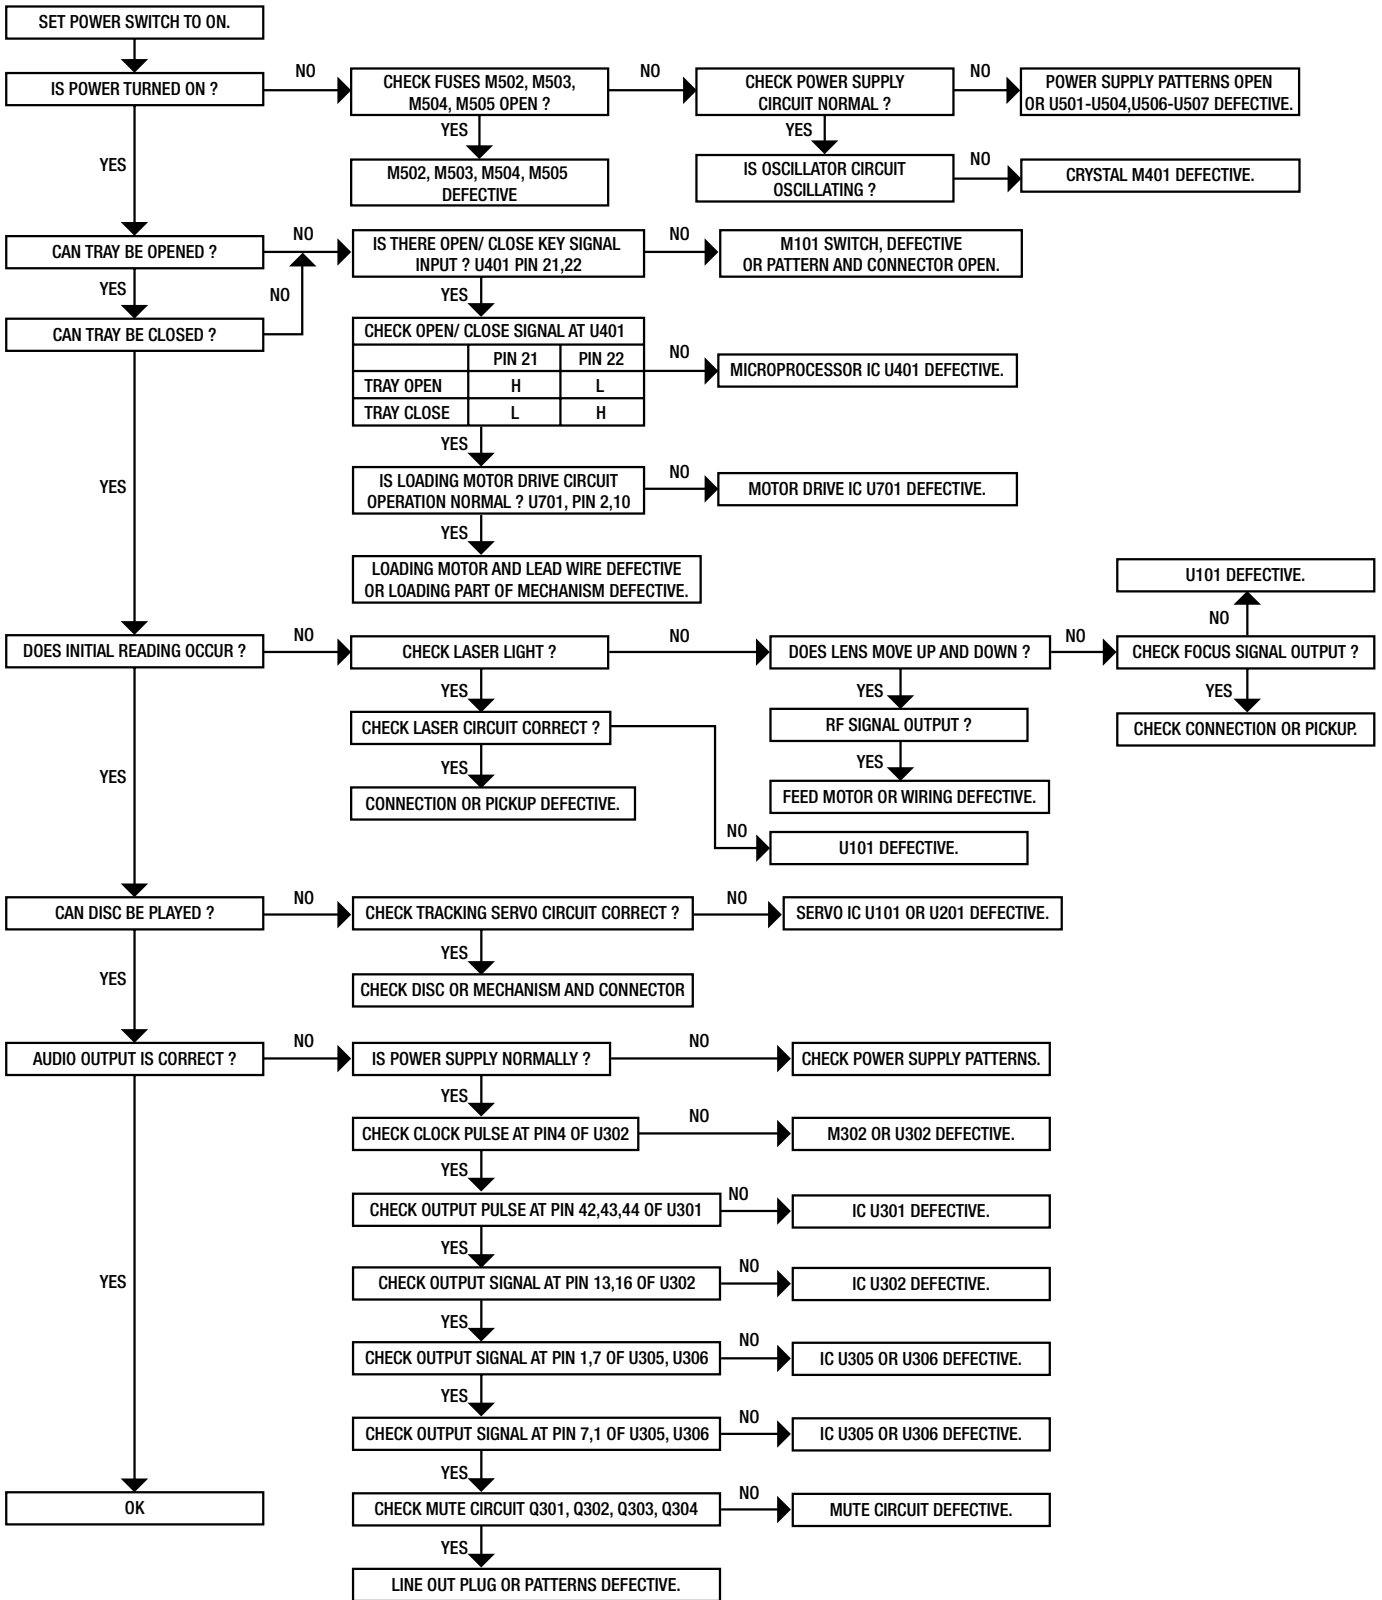 SET POWER SWITCH TO ON.
IS POWER TURNED ON ?
NO
CHECK FUSES M502, M503,
M504, M505 OPEN ?
NO
CHECK POWER SUPPLY
CIRCUIT NORMAL ?
NO
POWER SUPPLY PATTERNS OPEN
OR U501-U504,U506-U507 DEFECTIVE.
YES
YES
YES
M502, M503, M504, M505
DEFECTIVE
IS OSCILLATOR CIRCUIT
OSCILLATING ?
NO
CRYSTAL M401 DEFECTIVE.
CAN TRAY BE OPENED ?
NO
IS THERE OPEN/ CLOSE KEY SIGNAL
INPUT ? U401 PIN 21,22
NO
M101 SWITCH, DEFECTIVE
OR PATTERN AND CONNECTOR OPEN.
YES
NO
YES
CAN TRAY BE CLOSED ?
CHECK OPEN/ CLOSE SIGNAL AT U401
PIN 21 PIN 22
TRAY OPEN H L
TRAY CLOSE L H
NO
MICROPROCESSOR IC U401 DEFECTIVE.
YES
YES
IS LOADING MOTOR DRIVE CIRCUIT
OPERATION NORMAL ? U701, PIN 2,10
NO
MOTOR DRIVE IC U701 DEFECTIVE.
YES
LOADING MOTOR AND LEAD WIRE DEFECTIVE
OR LOADING PART OF MECHANISM DEFECTIVE.
U101 DEFECTIVE.
NO
DOES INITIAL READING OCCUR ?
NO
CHECK LASER LIGHT ?
NO
DOES LENS MOVE UP AND DOWN ?
NO
CHECK FOCUS SIGNAL OUTPUT ?
YES
YES
YES
CHECK LASER CIRCUIT CORRECT ?
RF SIGNAL OUTPUT ?
CHECK CONNECTION OR PICKUP.
YES
YES
YES
CONNECTION OR PICKUP DEFECTIVE.
FEED MOTOR OR WIRING DEFECTIVE.
NO
U101 DEFECTIVE.
CAN DISC BE PLAYED ?
NO
CHECK TRACKING SERVO CIRCUIT CORRECT ?
NO
SERVO IC U101 OR U201 DEFECTIVE.
YES
YES
CHECK DISC OR MECHANISM AND CONNECTOR
AUDIO OUTPUT IS CORRECT ?
NO
IS POWER SUPPLY NORMALLY ?
NO
CHECK POWER SUPPLY PATTERNS.
YES
CHECK CLOCK PULSE AT PIN4 OF U302
NO
M302 OR U302 DEFECTIVE.
YES
CHECK OUTPUT PULSE AT PIN 42,43,44 OF U301
NO
IC U301 DEFECTIVE.
YES
YES
CHECK OUTPUT SIGNAL AT PIN 13,16 OF U302
NO
IC U302 DEFECTIVE.
YES
CHECK OUTPUT SIGNAL AT PIN 1,7 OF U305, U306
NO
IC U305 OR U306 DEFECTIVE.
YES
CHECK OUTPUT SIGNAL AT PIN 7,1 OF U305, U306
NO
IC U305 OR U306 DEFECTIVE.
YES
OK
CHECK MUTE CIRCUIT Q301, Q302, Q303, Q304
NO
MUTE CIRCUIT DEFECTIVE.
YES
LINE OUT PLUG OR PATTERNS DEFECTIVE.